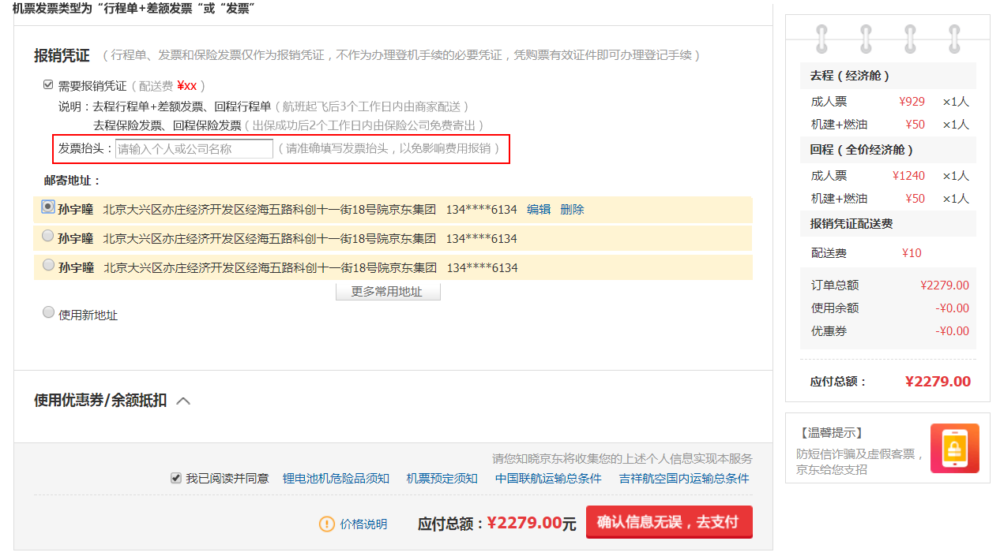 机票发票类型为“行程单+差额发票“或“发票”
报销凭证 （行程单、发票和保险发票仅作为报销凭证，不作为办理登机手续的必要凭证，凭购票有效证件即可办理登记手续）
需要报销凭证（配送费 ¥xx ）
说明：去程行程单+差额发票、回程行程单（航班起飞后3个工作日内由商家配送）
去程保险发票、回程保险发票（出保成功后2个工作日内由保险公司免费寄出）
发票抬头：请输入个人或公司名称（请准确填写发票抬头，以免影响费用报销）
邮寄地址：
孙宇瞳 北京大兴区亦庄经济开发区经海五路科创十一街18号院京东集团 134****6134 编辑 删除
孙宇瞳 北京大兴区亦庄经济开发区经海五路科创十一街18号院京东集团 134****6134
孙宇瞳 北京大兴区亦庄经济开发区经海五路科创十一街18号院京东集团 134****6134
更多常用地址
使用新地址
使用优惠券/余额抵扣
请您知晓京东将收集您的上述个人信息实现本服务
我已阅读并同意 锂电池机危险品须知 机票预定须知 中国联航运输总条件 吉祥航空国内运输总条件
价格说明 应付总额：¥2279.00元 确认信息无误，去支付
去程（经济舱）
成人票 ¥929 ×1人
机建+燃油 ¥50 ×1人
回程（全价经济舱）
成人票 ¥1240 ×1人
机建+燃油 ¥50 ×1人
报销凭证配送费
配送费 ¥10
订单总额 ¥2279.00
使用余额 -¥0.00
优惠券 -¥0.00
应付总额： ¥2279.00
【温馨提示】
防短信诈骗及虚假客票，
京东给您支招